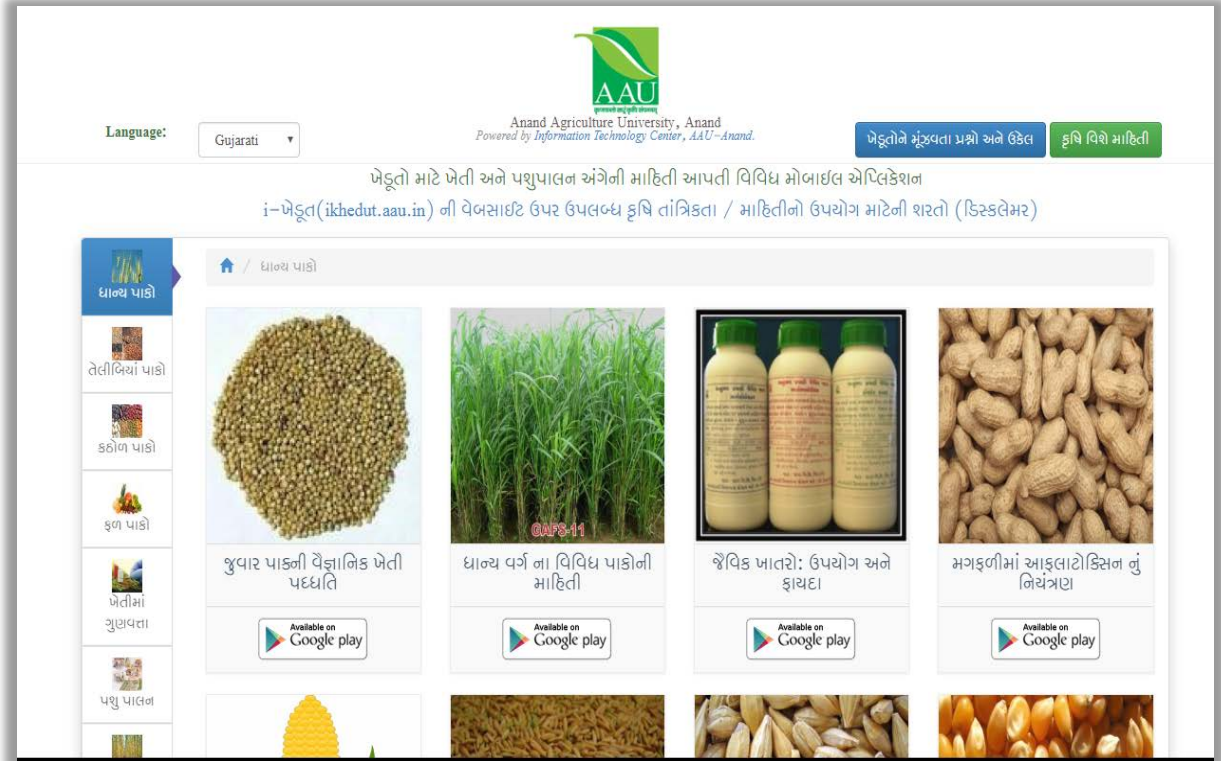 AAU
Anand Agriculture University, Anand
Powered by Information Technology Center, AAU-Anand.
Language:
Gujarati
ખેડૂતોને મૂંઝવતા પ્રશ્નો અને ઉકેલ
કૃષિ વિશે માહિતી
ખેડૂતો માટે ખેતી અને પશુપાલન અંગેની માહિતી આપતી વિવિધ મોબાઈલ એપ્લિકેશન
i-ખેડૂત(ikhedut.aau.in) ની વેબસાઈટ ઉપર ઉપલબ્ધ કૃષિ તાંત્રિકતા / માહિતીનો ઉપયોગ માટેની શરતો (ડિસ્કલેમર)
ધાન્ય પાકો
તેલીબિયાં પાકો
કઠોળ પાકો
ફળ પાકો
ખેતીમાં
ગુણવત્તા
પશુ પાલન
/ ધાન્ય પાકો
GAFS-11
જુવાર પાકની વૈજ્ઞાનિક ખેતી
પધ્ધતિ
Available on
Google play
ધાન્ય વર્ગ ના વિવિધ પાકોની
માહિતી
Available on
Google play
જૈવિક ખાતરો: ઉપયોગ અને
ફાયદા
Available on
Google play
મગફળીમાં આફલાટોક્સિન નું
નિયંત્રણ
Available on
Google play